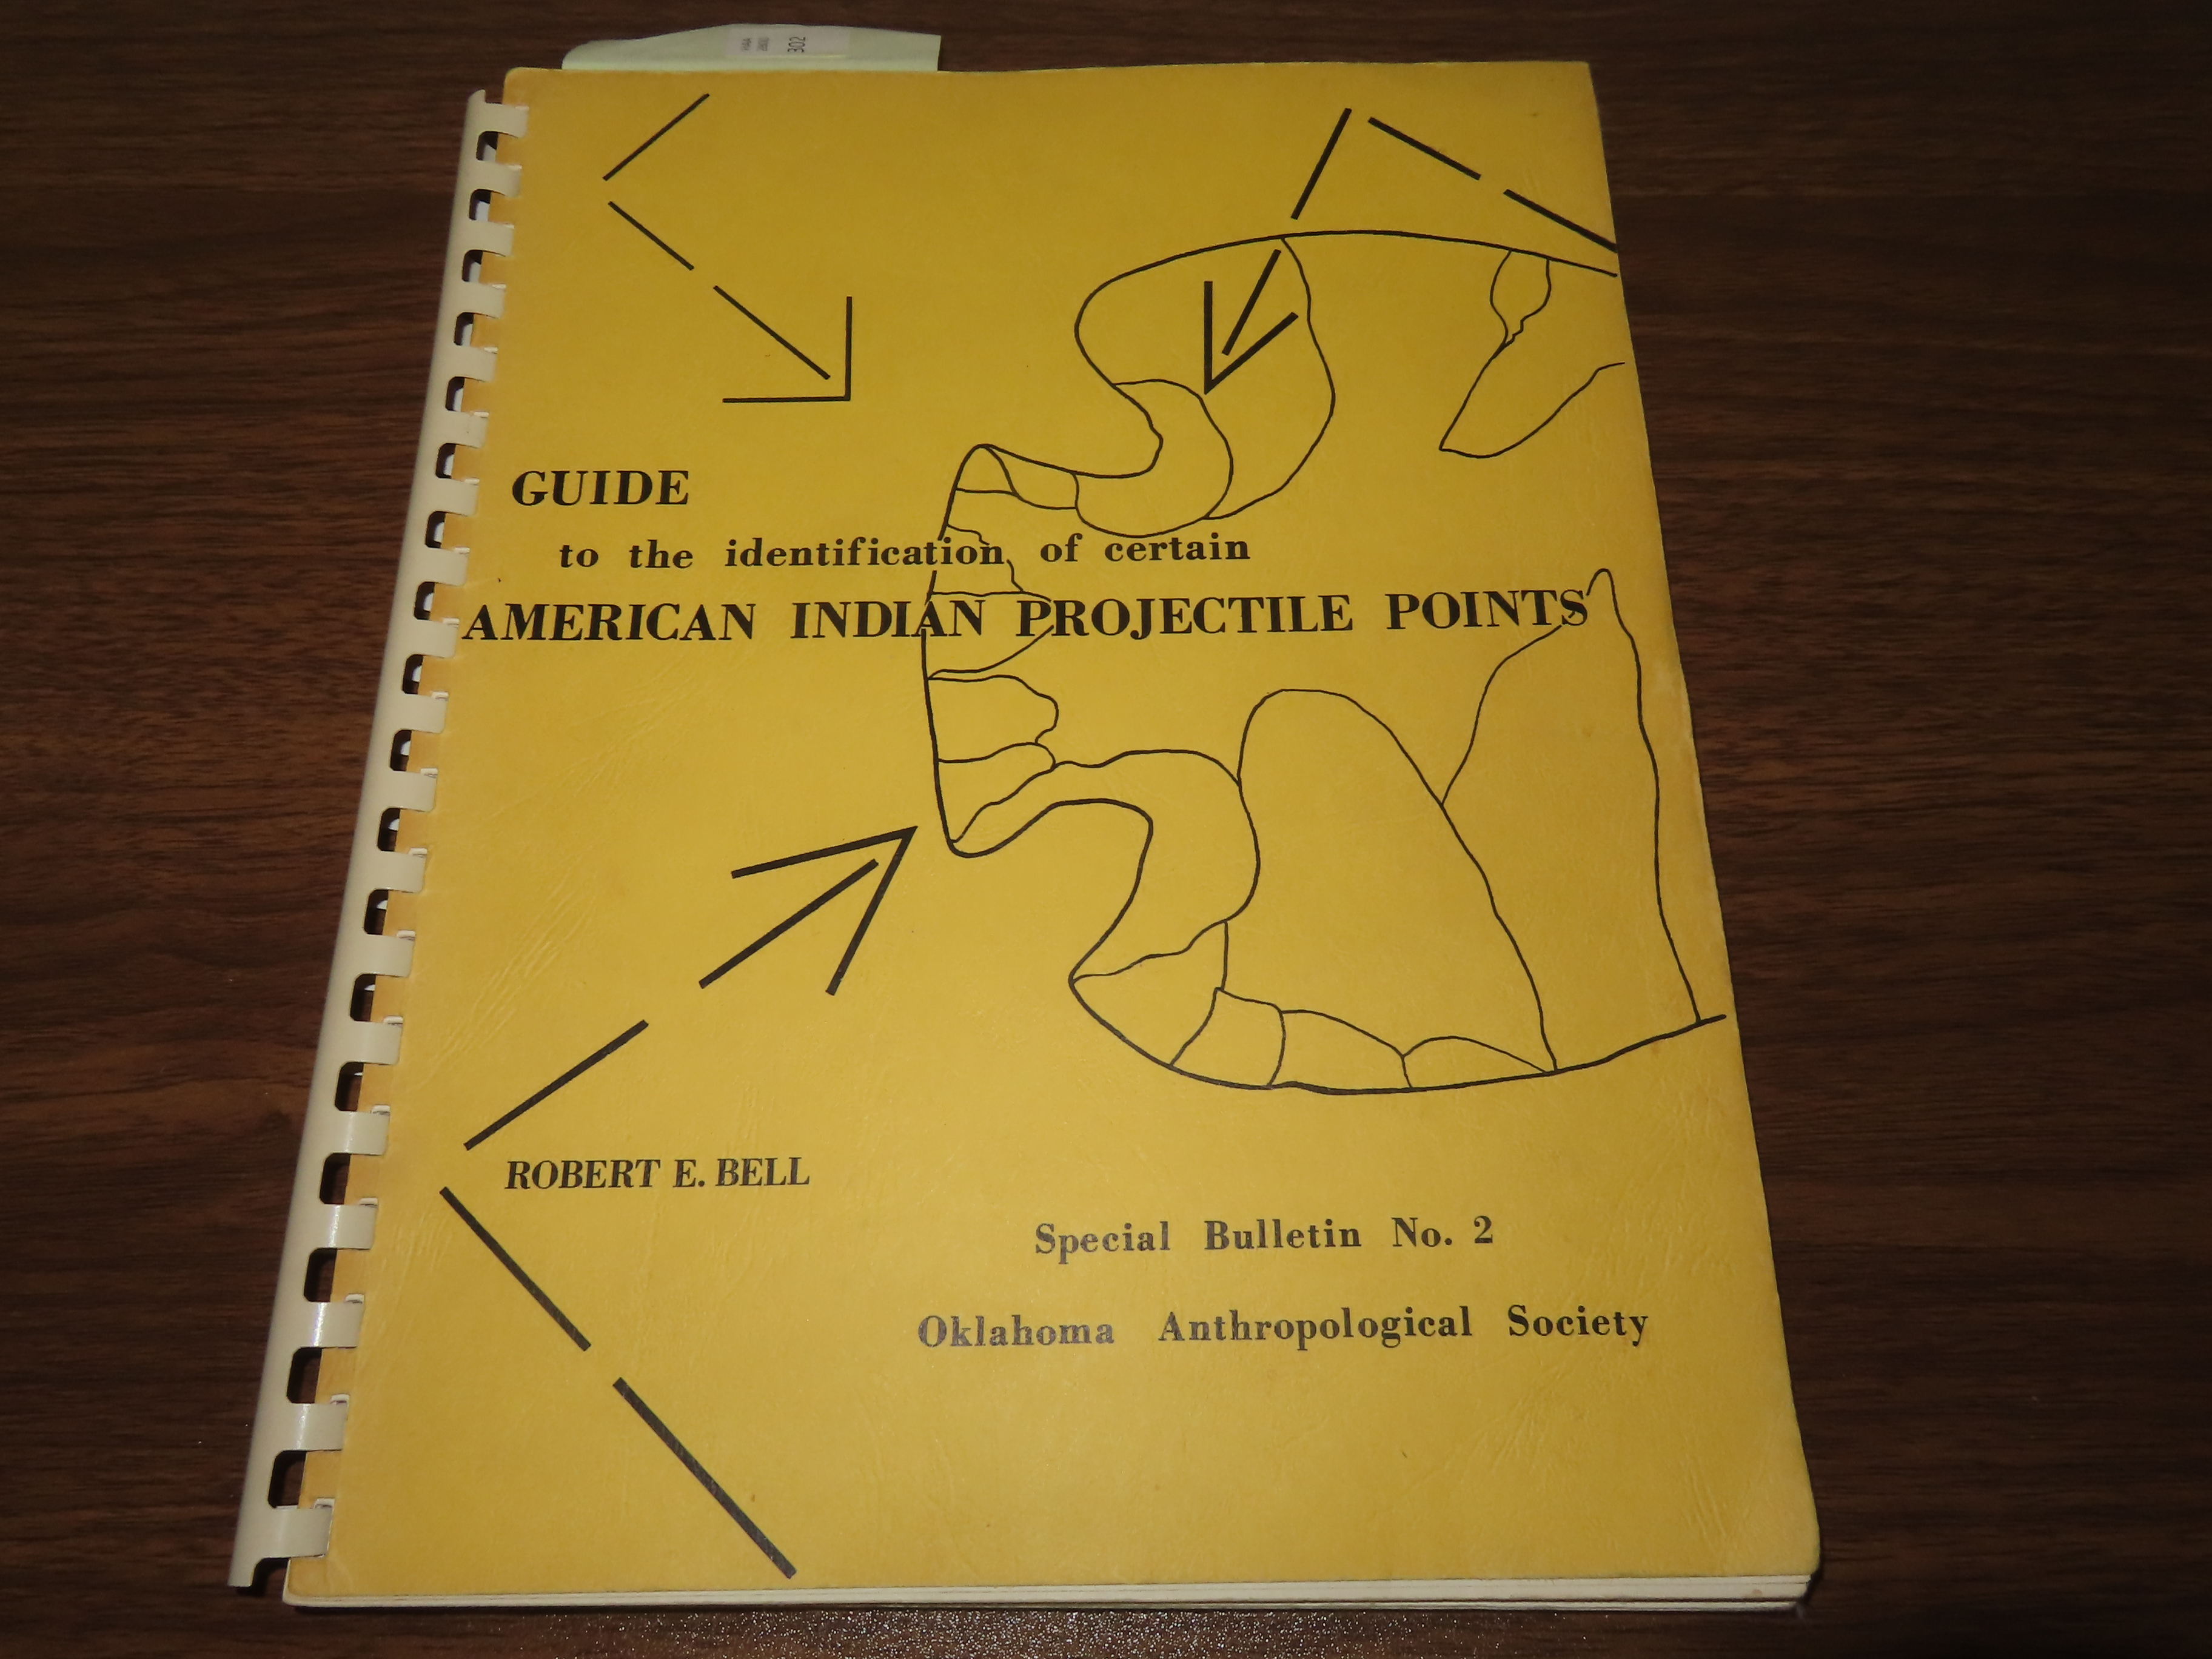 302
GUIDE
to the identification of certain
AMERICAN INDIAN PROJECTILE POINTS
ROBERT E. BELL
Special Bulletin No. 2
Oklahoma Anthropological Society